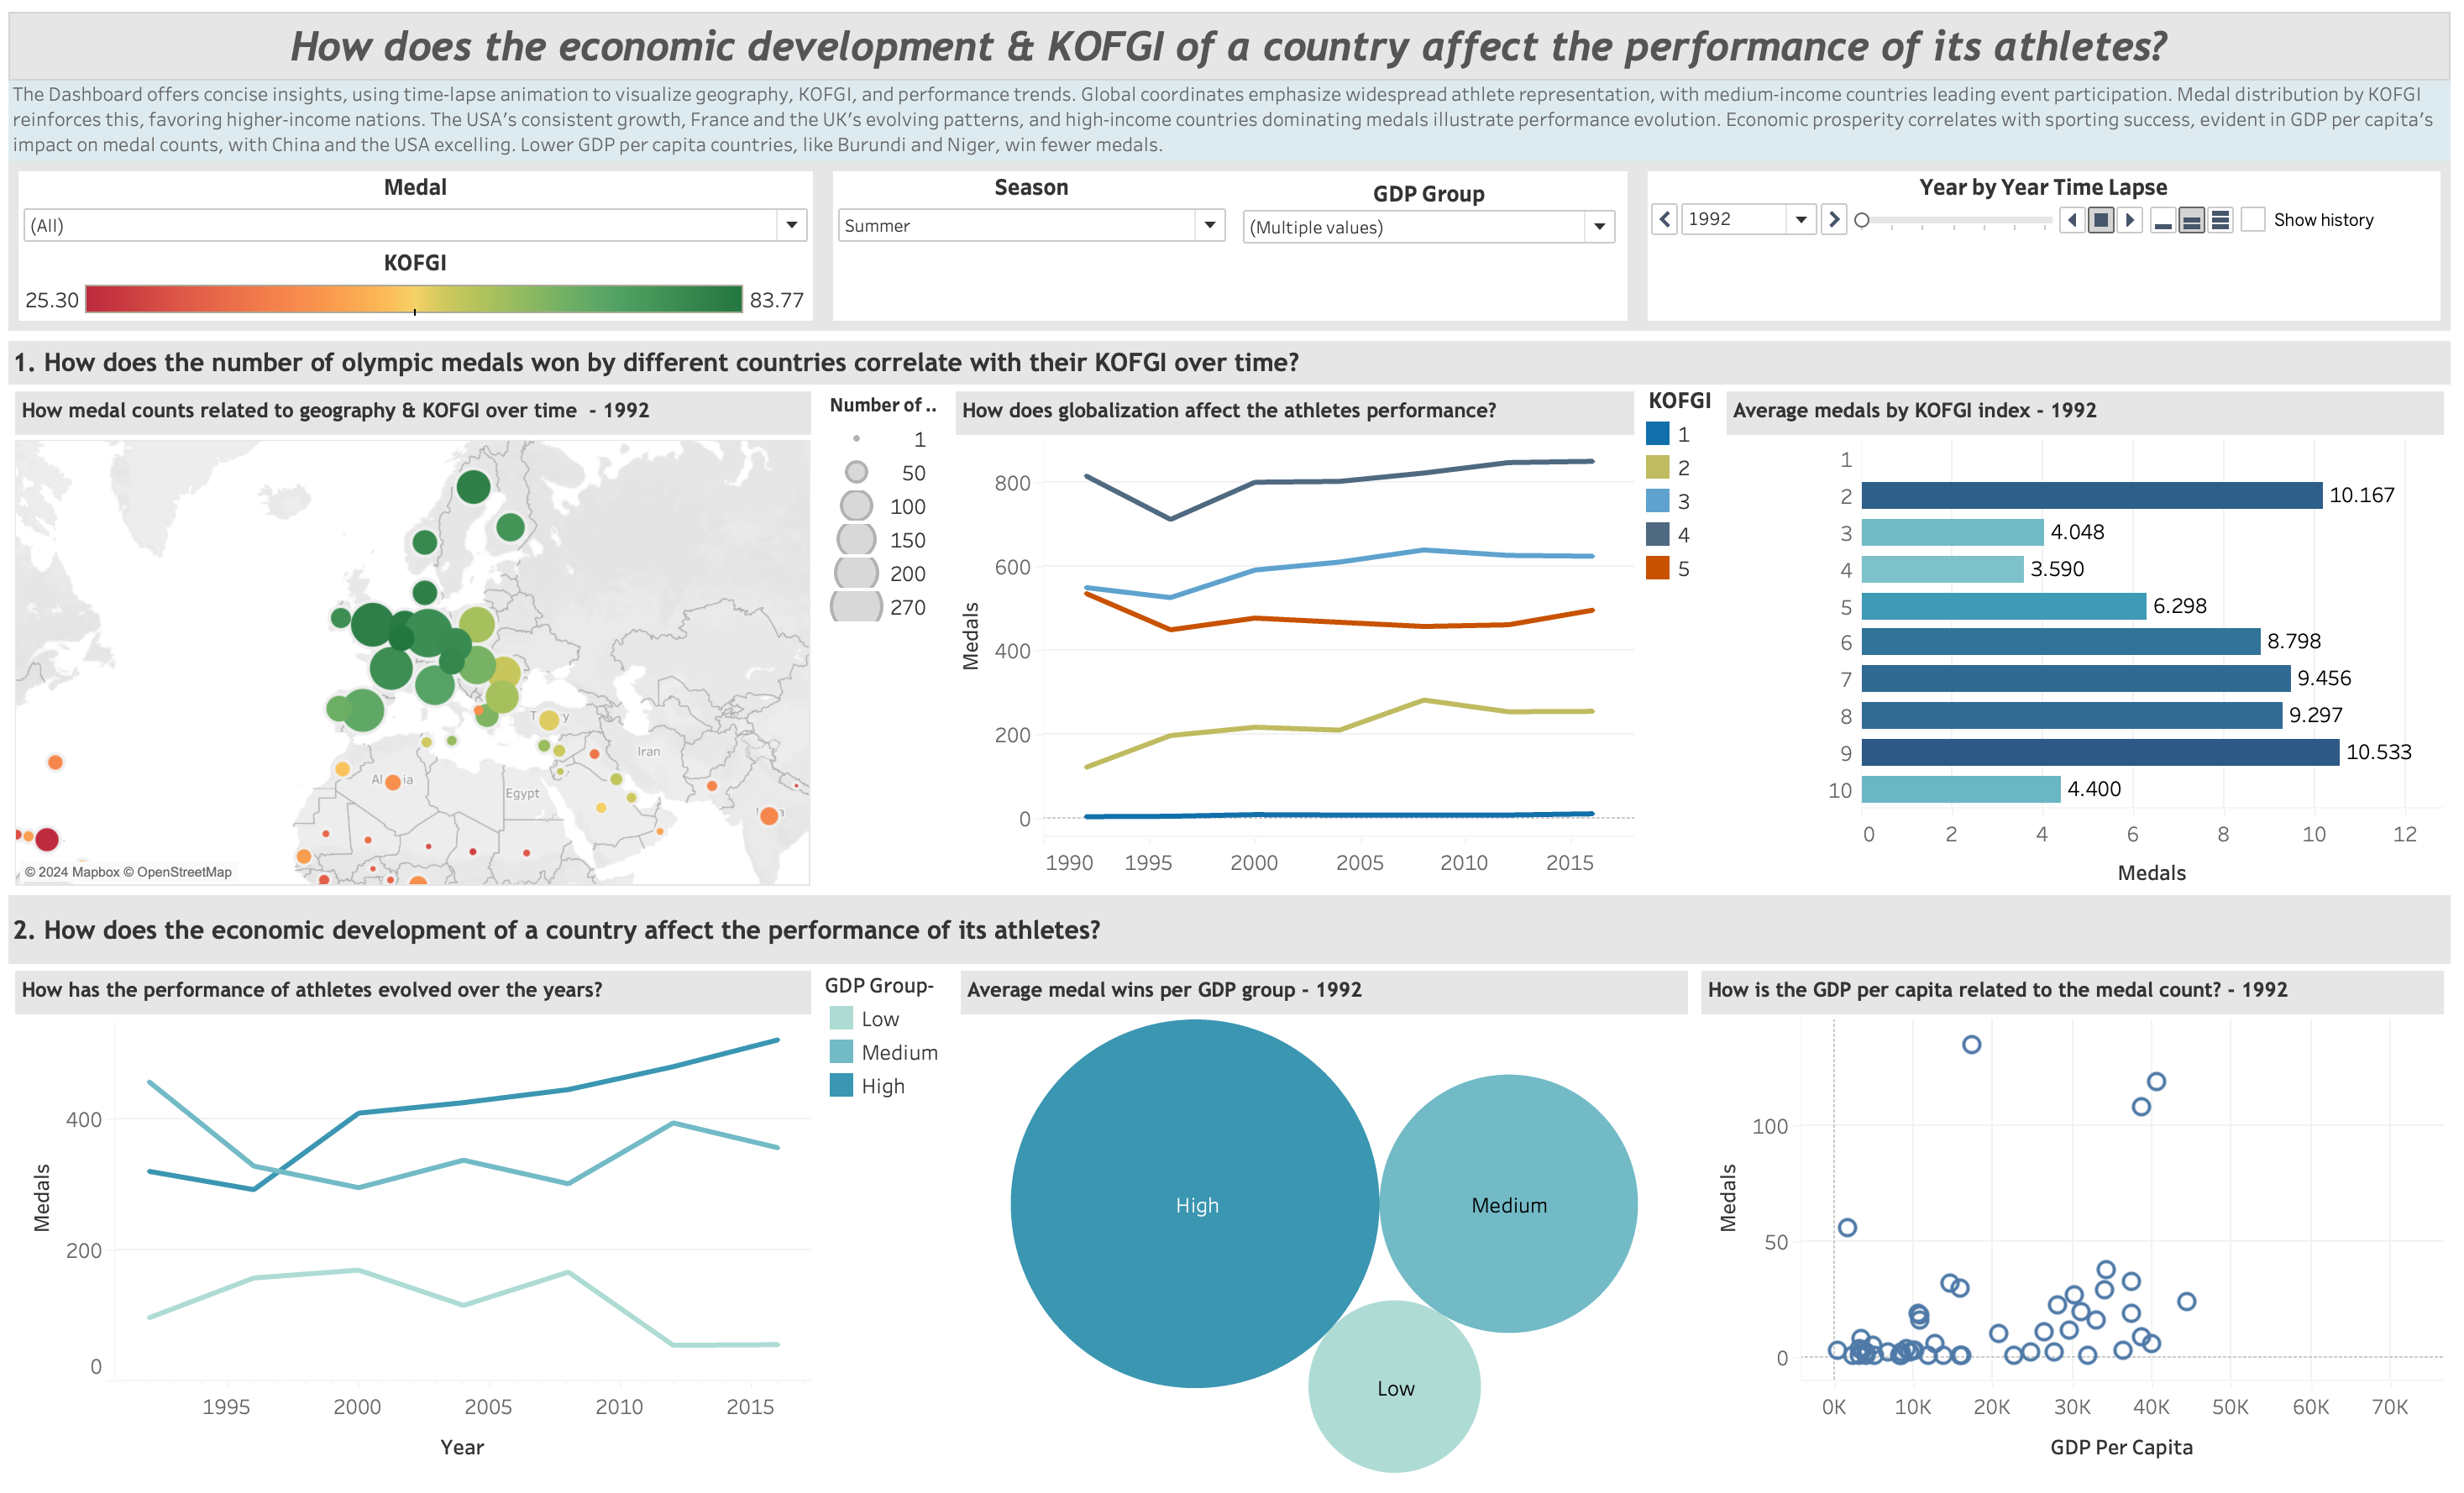 How does the economic development & KOFGI of a country affect the performance of its athletes?
The Dashboard offers concise insights, using time-lapse animation to visualize geography, KOFGI, and performance trends. Global coordinates emphasize widespread athlete representation, with medium-income countries leading event participation. Medal distribution by KOFGI
reinforces this, favoring higher-income nations. The USA's consistent growth, France and the UK's evolving patterns, and high-income countries dominating medals illustrate performance evolution. Economic prosperity correlates with sporting success, evident in GDP per capita's
impact on medal counts, with China and the USA excelling. Lower GDP per capita countries, like Burundi and Niger, win fewer medals.
Medal
(All)
KOFGI
25.30 83.77
Season
Summer
GDP Group
(Multiple values)
Year by Year Time Lapse
1992
Show history
1. How does the number of olympic medals won by different countries correlate with their KOFGI over time?
How medal counts related to geography & KOFGI over time - 1992
Iran
Egypt
© 2024 Mapbox © OpenStreetMap
Number of ..
1
50
100
150
200
270
How does globalization affect the athletes performance?
Medals
800
600
400
200
0
1990 1995 2000 2005 2010 2015
KOFGI
1
2
3
4
5
Average medals by KOFGI index - 1992
1
2 10.167
3 4.048
4 3.590
5 6.298
6 8.798
7 9.456
8 9.297
9 10.533
10 4.400
0 2 4 6 8 10 12
Medals
2. How does the economic development of a country affect the performance of its athletes?
How has the performance of athletes evolved over the years?
Medals
400
200
0
1995 2000 2005 2010 2015
Year
GDP Group-
Low
Medium
High
Average medal wins per GDP group - 1992
High
Medium
Low
How is the GDP per capita related to the medal count? - 1992
Medals
100
50
0
0K 10K 20K 30K 40K 50K 60K 70K
GDP Per Capita